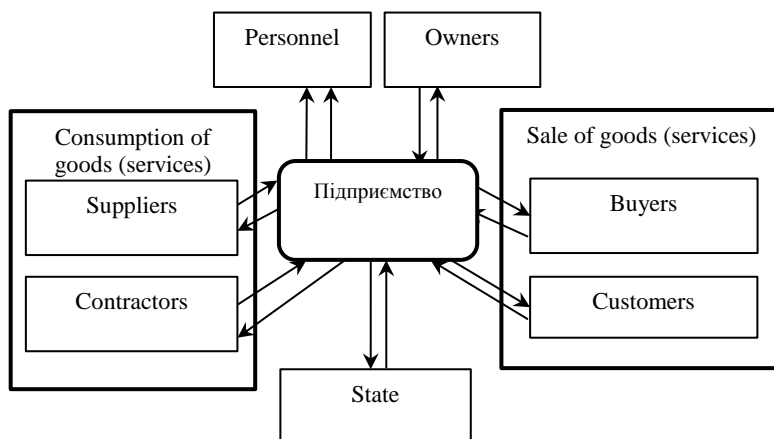 Personnel
Owners
Consumption of
goods (services)
Sale of goods (services)
Suppliers
Підприємство
Buyers
Contractors
Customers
State